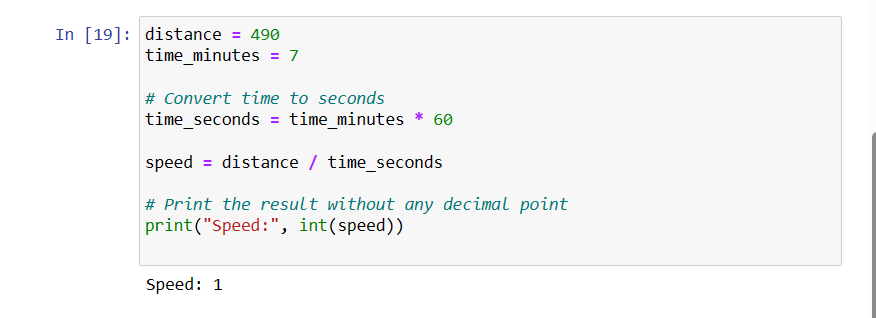 In [19]: distance = 490
time_minutes = 7
# Convert time to seconds
time_seconds = time_minutes * 60
speed = distance / time_seconds
# Print the result without any decimal point
print("Speed:", int(speed))
Speed: 1